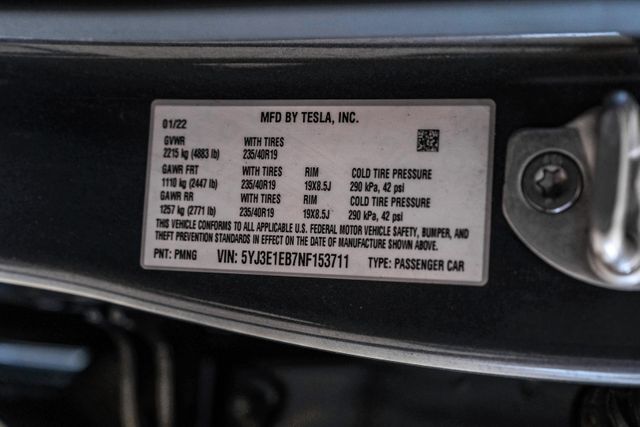 MFD BY TESLA, INC.
01/22
GVWR WITH TIRES
2215 kg (4883 lb) 235/40R19
GAWR FRT WITH TIRES RIM COLD TIRE PRESSURE
1110 kg (2447 lb) 235/40R19 19X8.5J 290 kPa, 42 psi
GAWR RR WITH TIRES RIM COLD TIRE PRESSURE
1257 kg (2771 lb) 235/40R19 19X8.5J 290 kPa, 42 psi
THIS VEHICLE CONFORMS TO ALL APPLICABLE U.S. FEDERAL MOTOR VEHICLE SAFETY, BUMPER, AND
THEFT PREVENTION STANDARDS IN EFFECT ON THE DATE OF MANUFACTURE SHOWN ABOVE.
PNT: PMNG VIN: 5YJ3E1EB7NF153711 TYPE: PASSENGER CAR